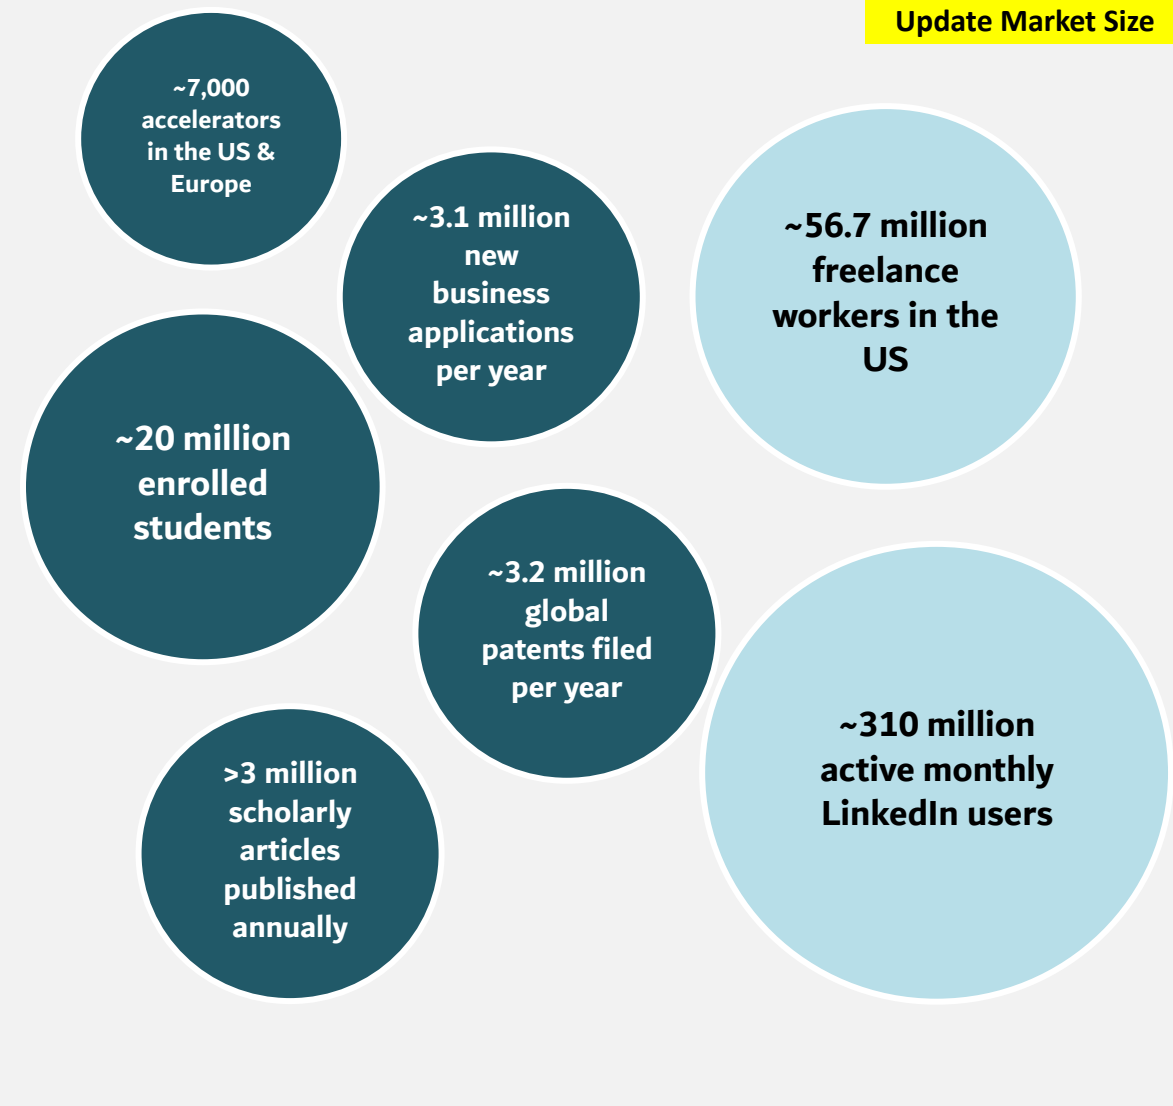 Update Market Size
~7,000
accelerators
in the US &
Europe
~3.1 million
new
business
applications
per year
~56.7 million
freelance
workers in the
US
~20 million
enrolled
students
~3.2 million
global
patents filed
per year
~310 million
active monthly
LinkedIn users
>3 million
scholarly
articles
published
annually